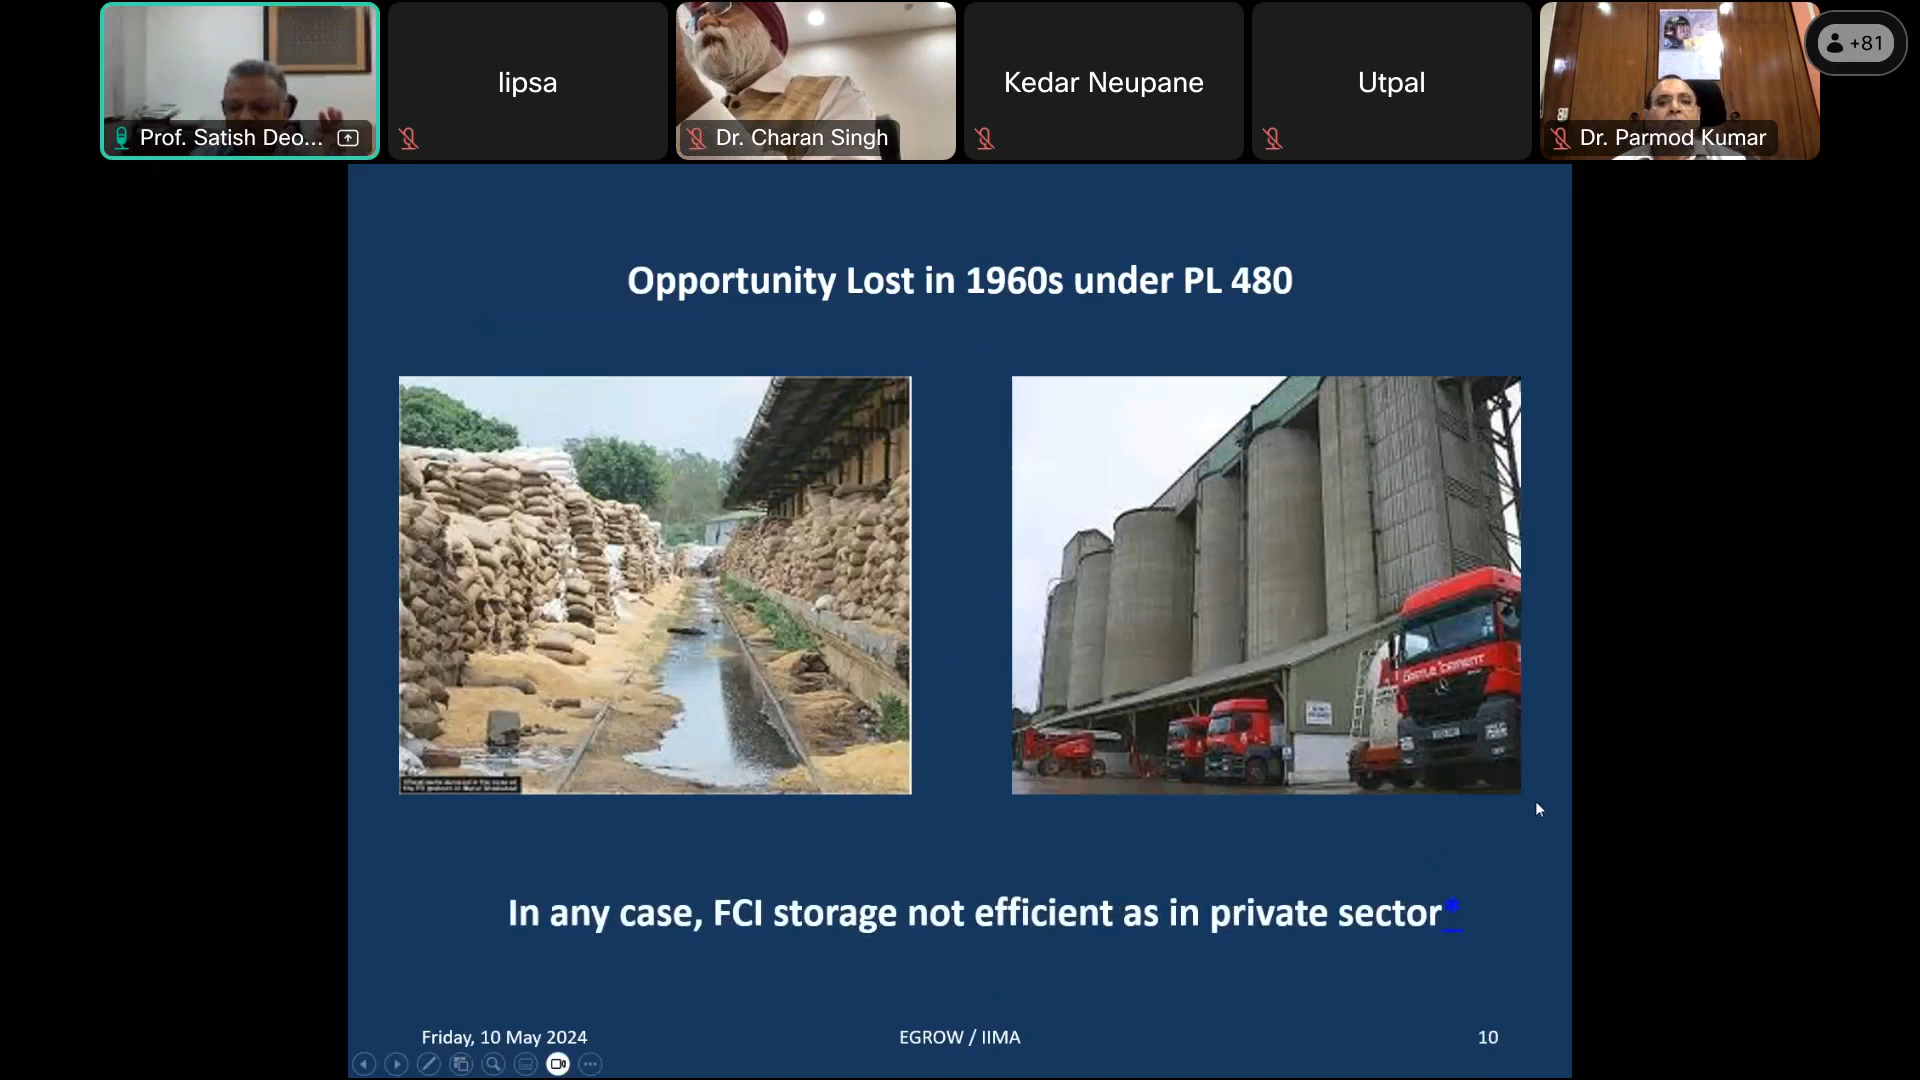 Prof. Satish Deo...
lipsa
Dr. Charan Singh
Kedar Neupane
Utpal
Dr. Parmod Kumar
+81
Opportunity Lost in 1960s under PL 480
CASTLE CEMENT
In any case, FCI storage not efficient as in private sector*
Friday, 10 May 2024
EGROW / IIMA
10